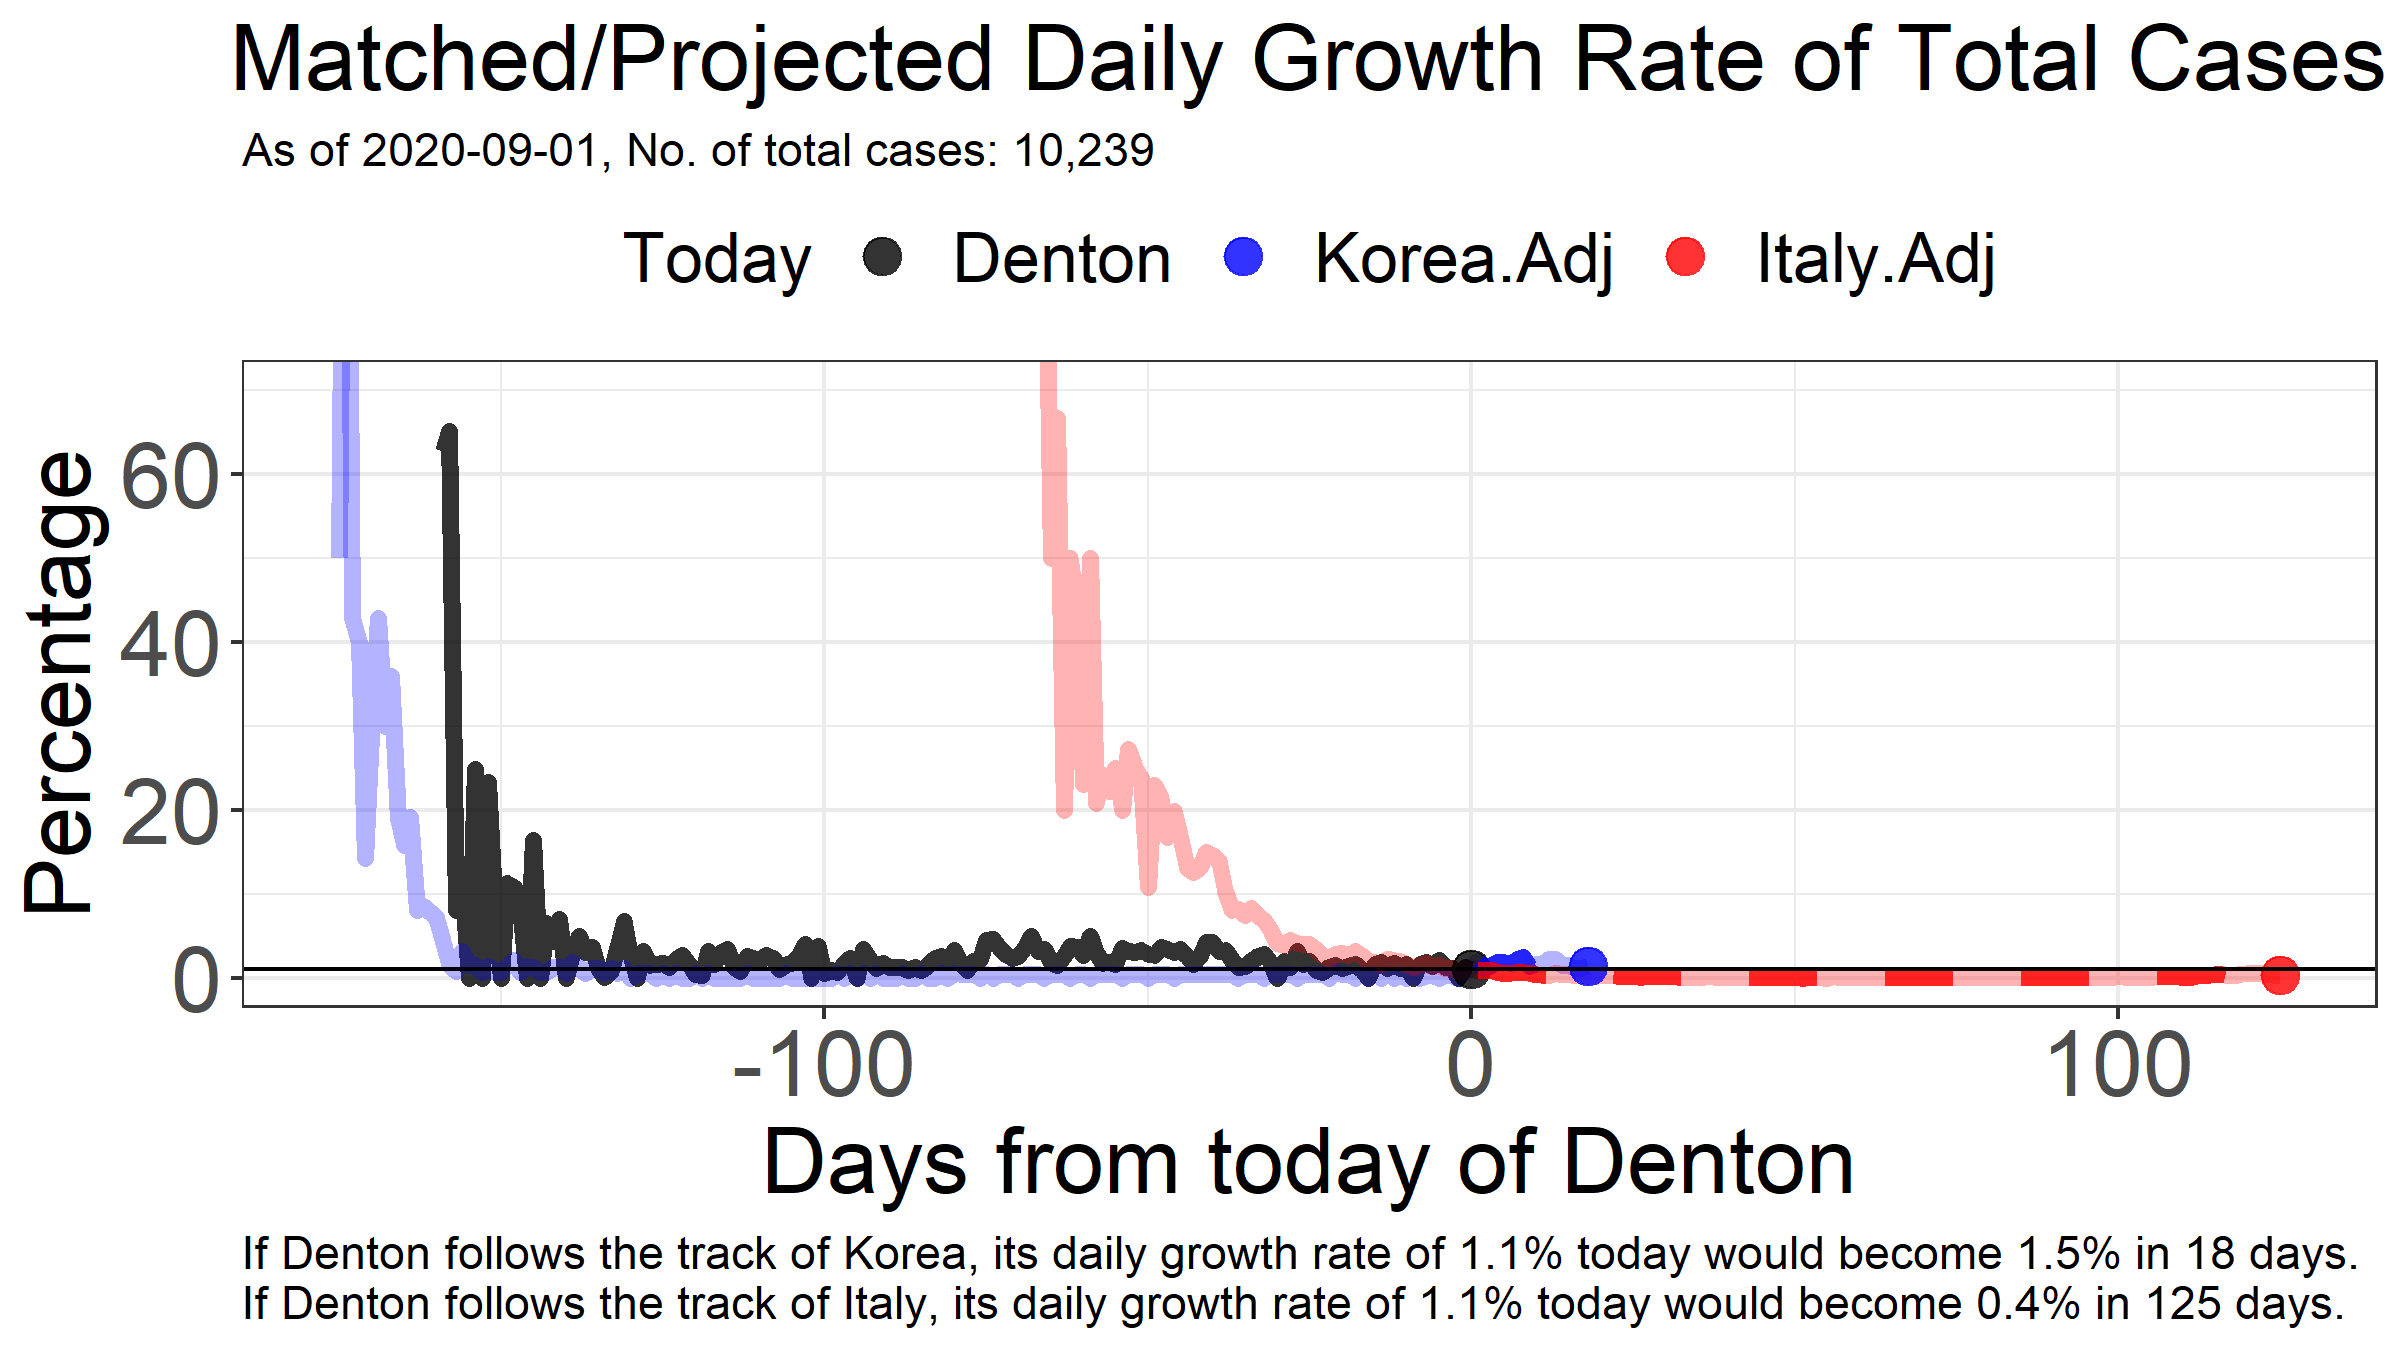 Matched/Projected Daily Growth Rate of Total Cases
As of 2020-09-01, No. of total cases: 10,239
Today Denton Korea.Adj Italy.Adj
Percentage
60
40
20
0
-100 0 100
Days from today of Denton
If Denton follows the track of Korea, its daily growth rate of 1.1% today would become 1.5% in 18 days.
If Denton follows the track of Italy, its daily growth rate of 1.1% today would become 0.4% in 125 days.